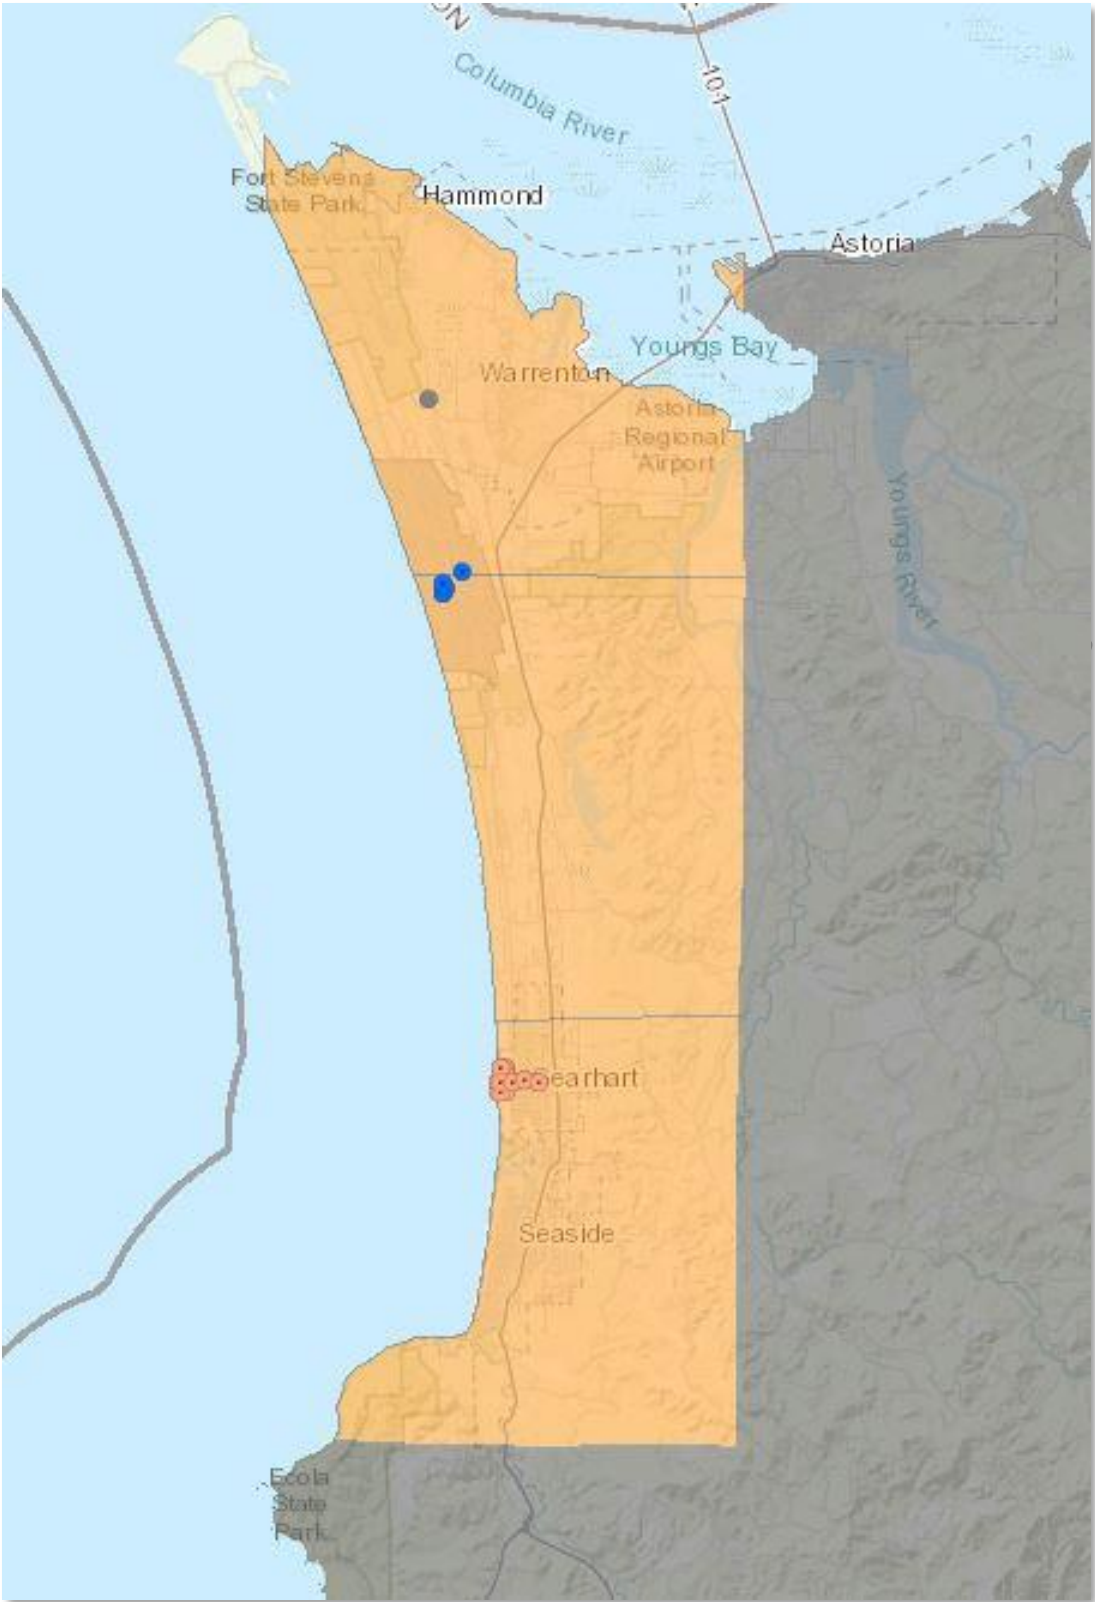 ON
Columbia River
101
Fort Stevens
State Park
Hammond
Astoria
Youngs Bay
Warrenton
Astoria
Regional
Airport
Youngs River
Gearhart
Seaside
Ecola
State
Park